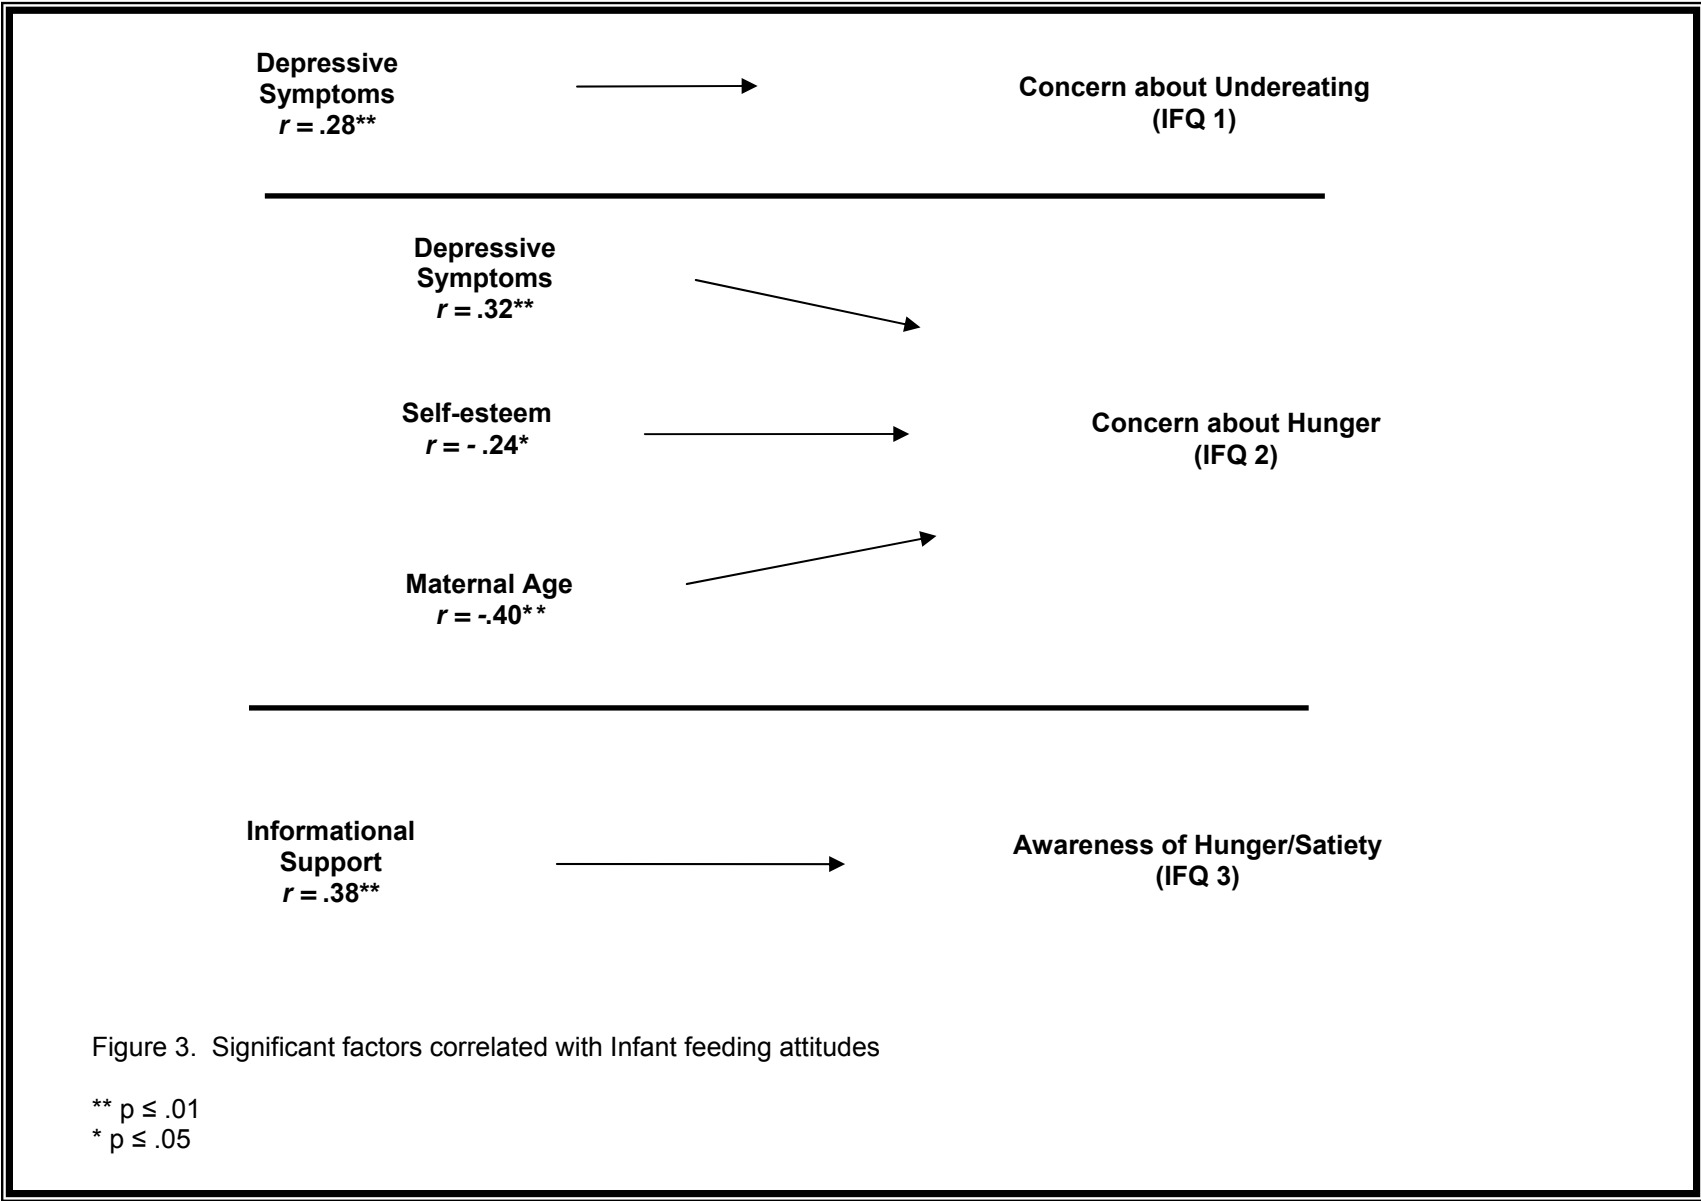 Depressive
Symptoms
r = .28**
Concern about Undereating
(IFQ 1)
Depressive
Symptoms
r = .32**
Self-esteem
r = - .24*
Concern about Hunger
(IFQ 2)
Maternal Age
r = -.40**
Informational
Support
r = .38**
Awareness of Hunger/Satiety
(IFQ 3)
Figure 3. Significant factors correlated with Infant feeding attitudes
** p ≤ .01
* p ≤ .05